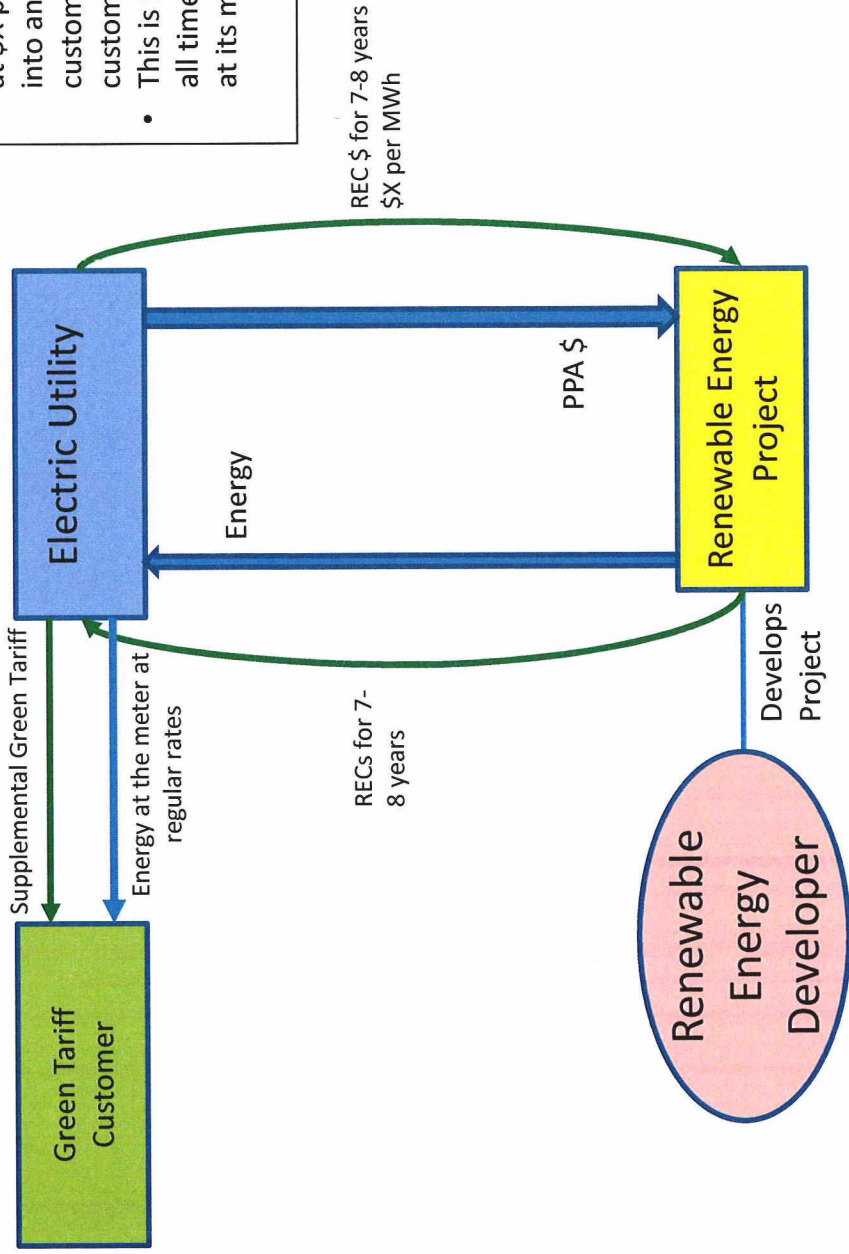 at $X p
into an
custom
custom
• This is
all time
at its m
Green Tariff
Customer
Supplemental Green Tariff
Energy at the meter at
regular rates
Electric Utility
Energy
RECs for 7-
8 years
REC $ for 7-8 years
$X per MWh
PPA $
Renewable
Energy
Developer
Develops
Project
Renewable Energy
Project